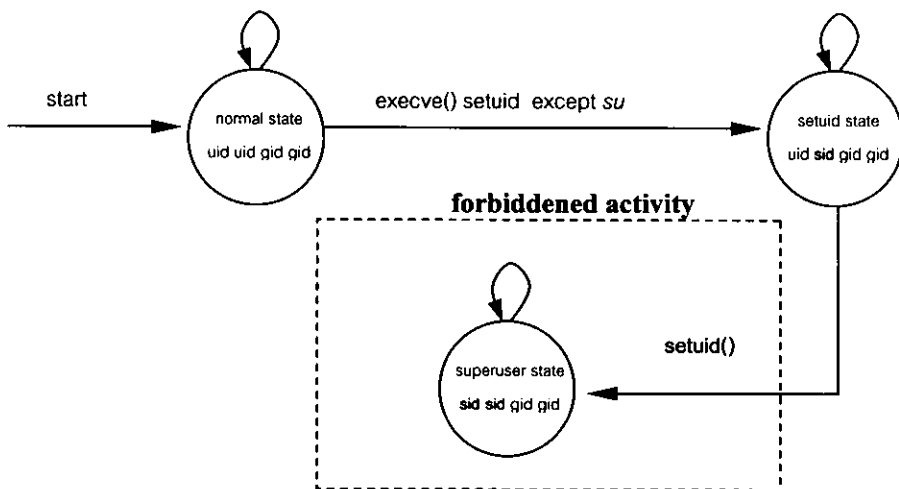 start
normal state
uid uid gid gid
execve() setuid except su
setuid state
uid sid gid gid
forbiddened activity
setuid()
superuser state
sid sid gid gid